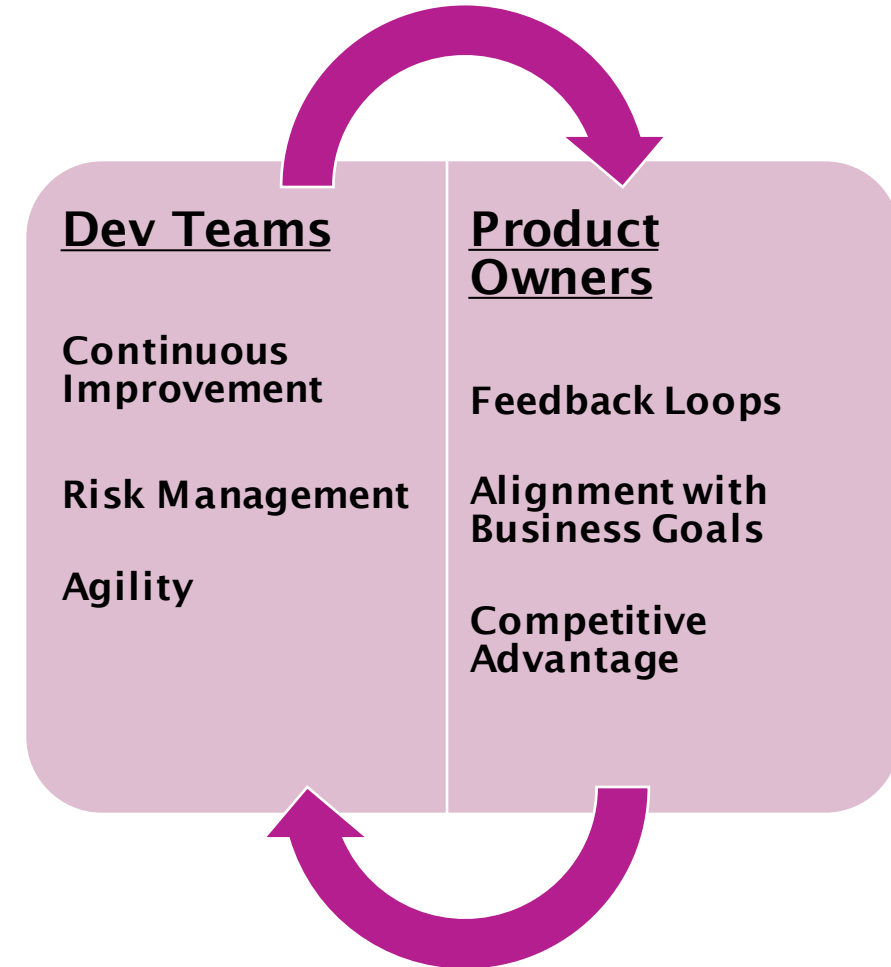 Dev Teams
Continuous
Improvement
Risk Management
Agility
Product
Owners
Feedback Loops
Alignment with
Business Goals
Competitive
Advantage